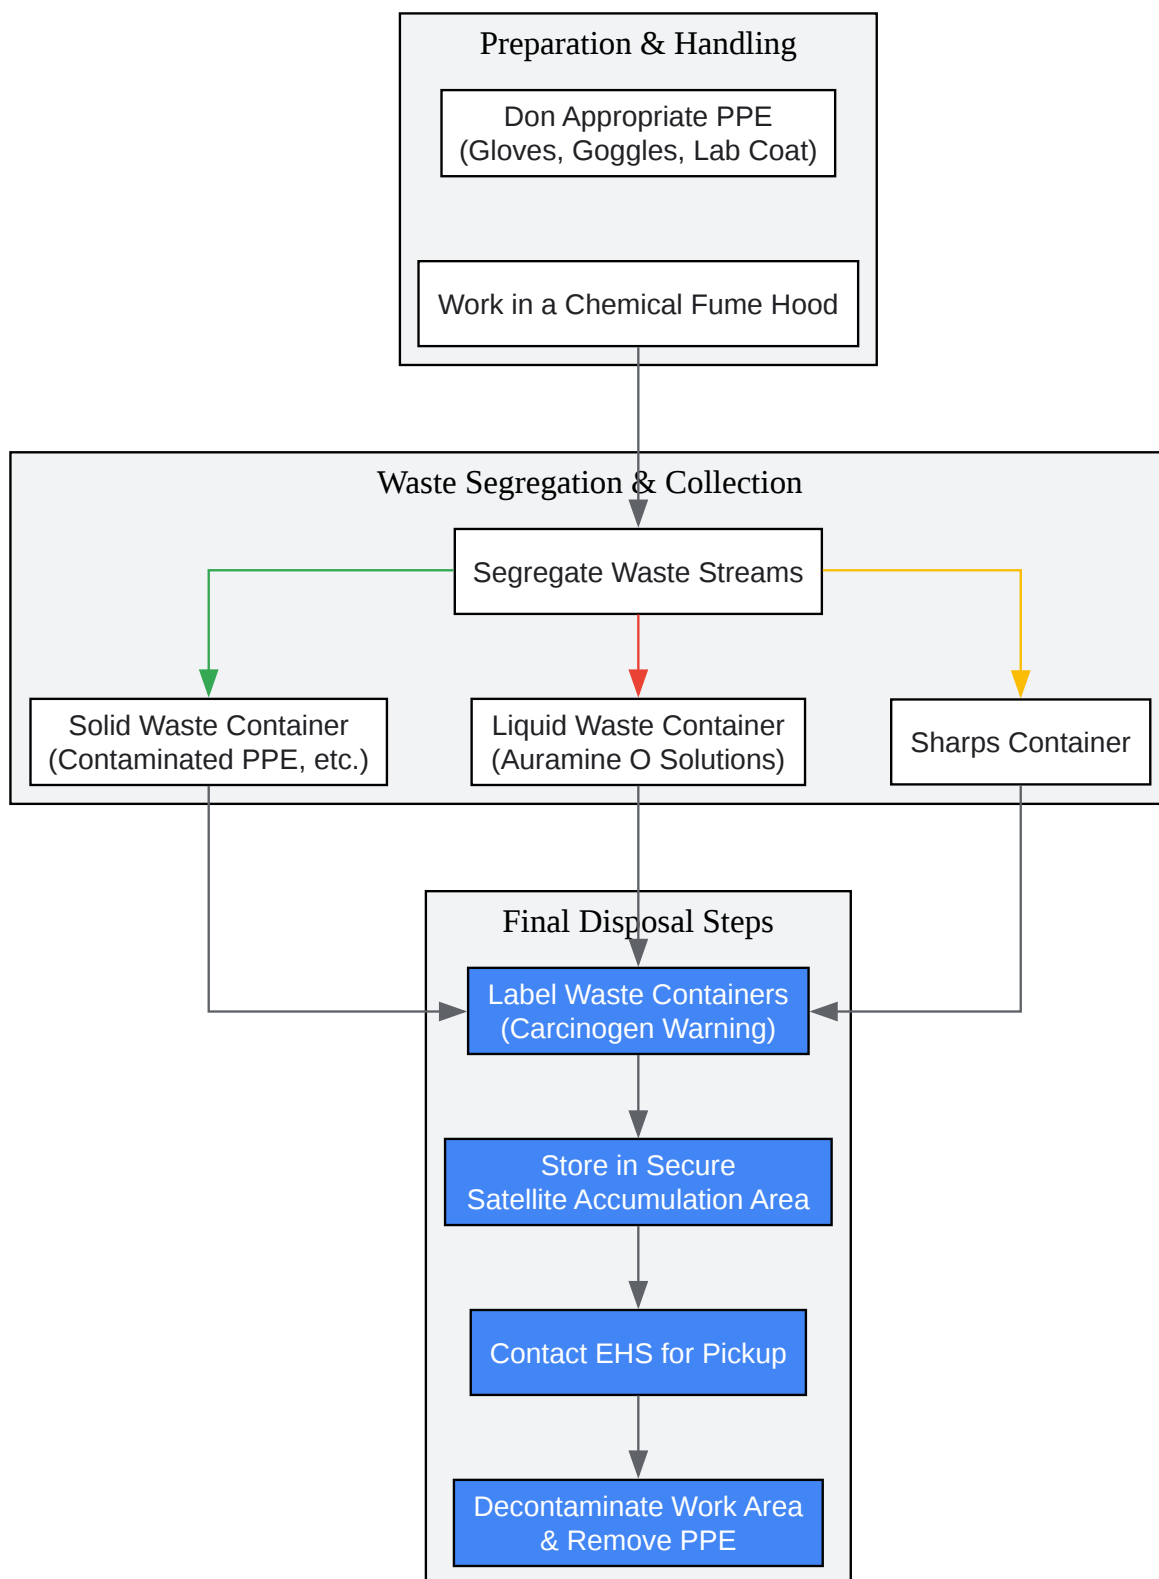 Preparation & Handling
Don Appropriate PPE
(Gloves, Goggles, Lab Coat)
Work in a Chemical Fume Hood
Waste Segregation & Collection
Segregate Waste Streams
Solid Waste Container
(Contaminated PPE, etc.)
Liquid Waste Container
(Auramine O Solutions)
Sharps Container
Final Disposal Steps
Label Waste Containers
(Carcinogen Warning)
Store in Secure
Satellite Accumulation Area
Contact EHS for Pickup
Decontaminate Work Area
& Remove PPE